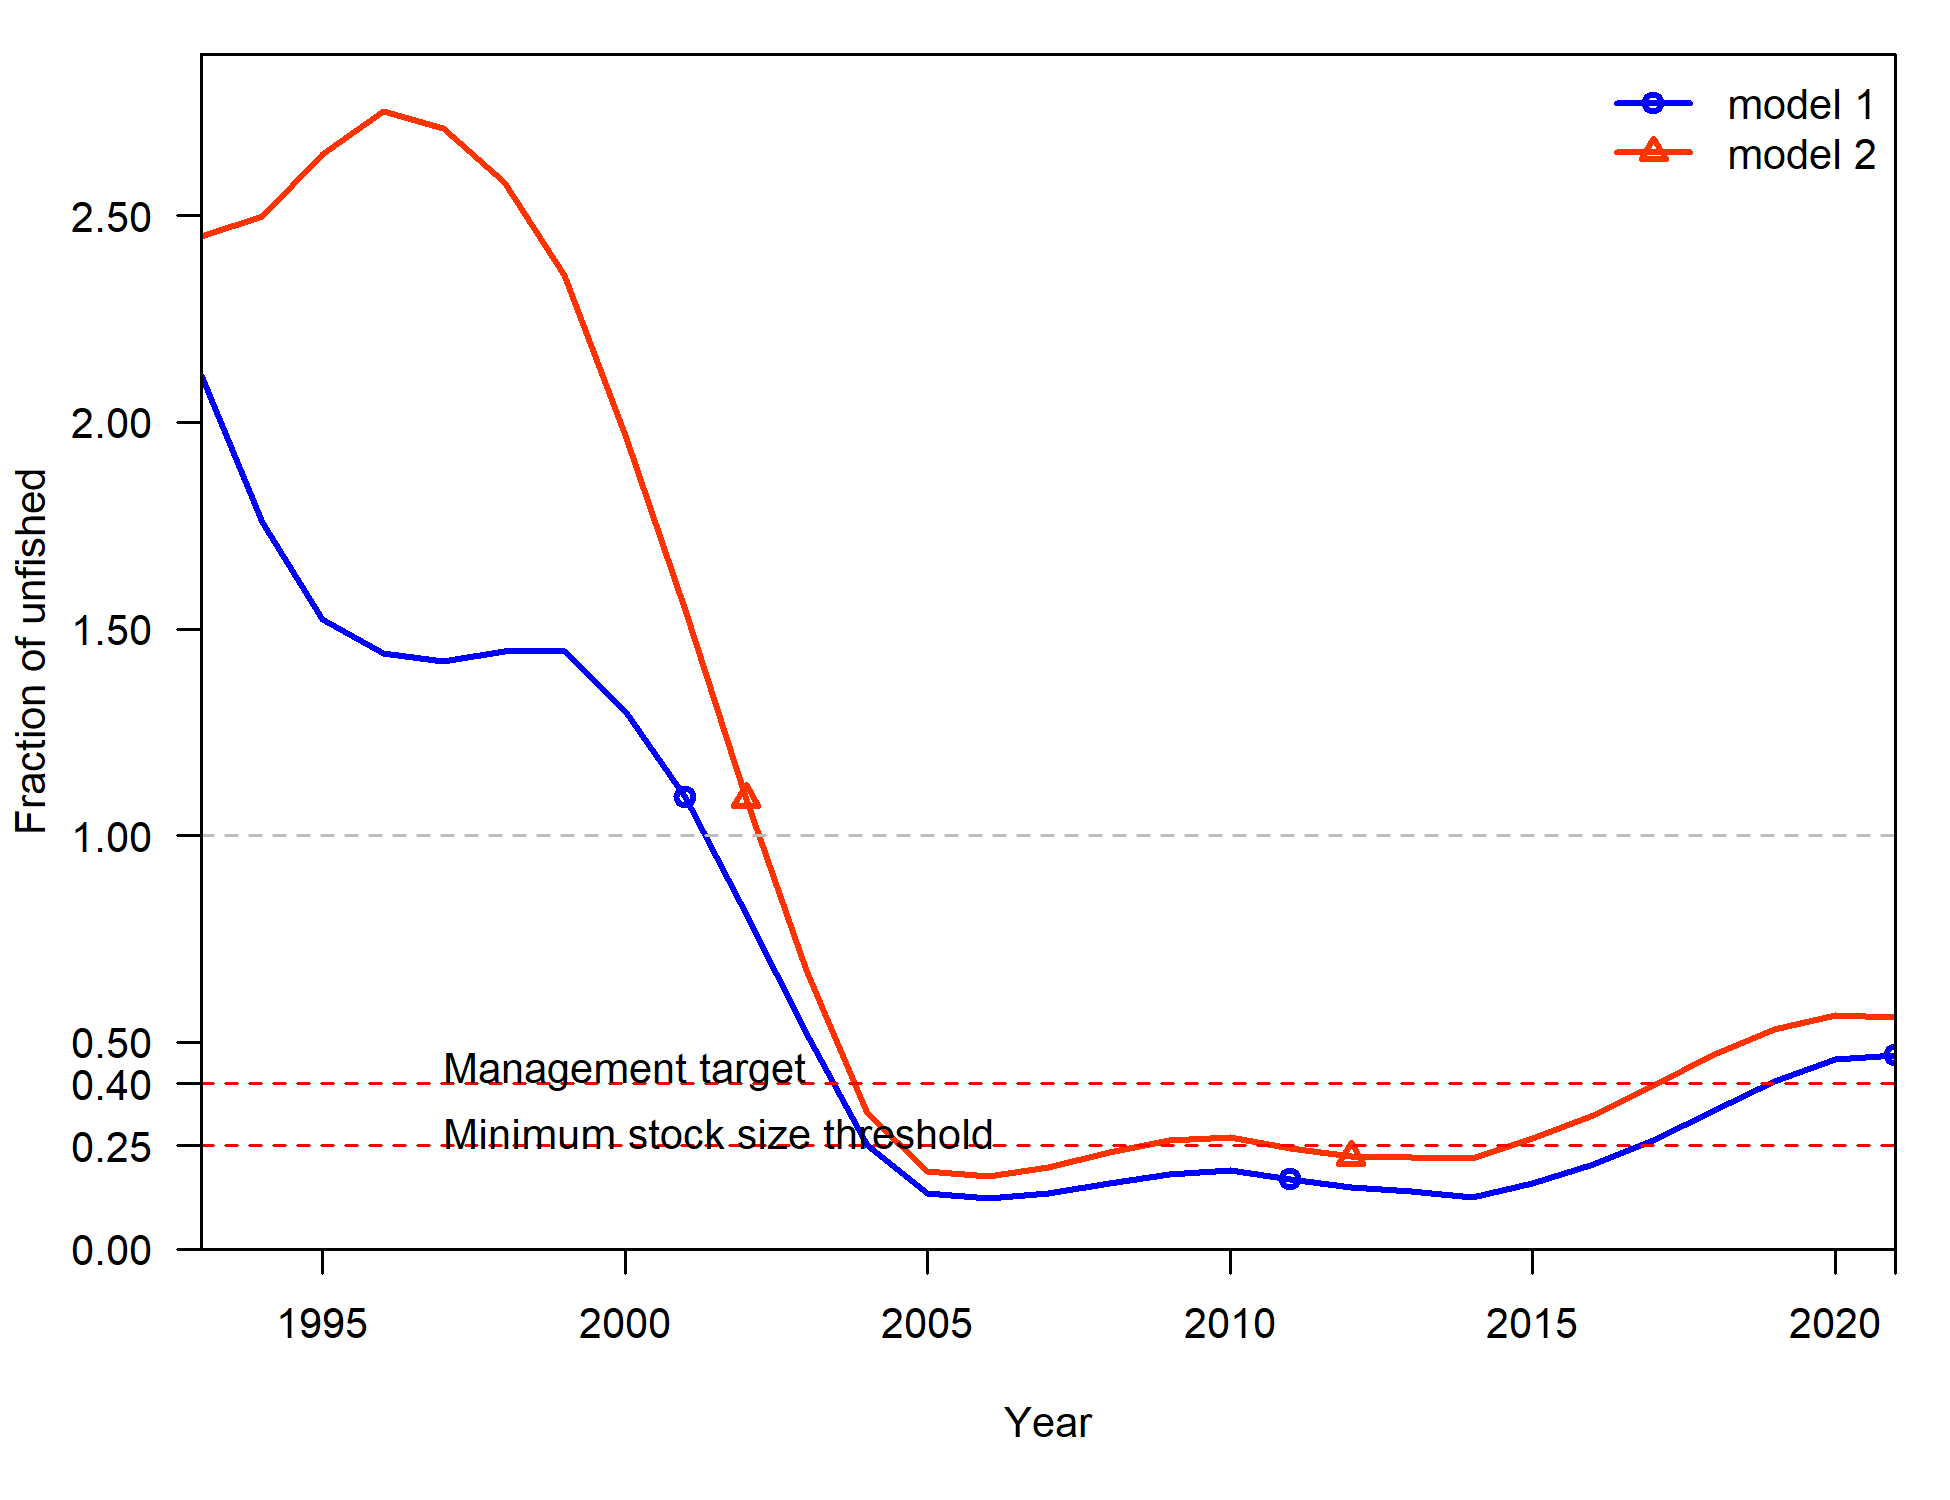 model 1
model 2
Fraction of unfished
2.50
2.00
1.50
1.00
0.50
0.40
0.25
0.00
Management target
Minimum stock size threshold
1995 2000 2005 2010 2015 2020
Year